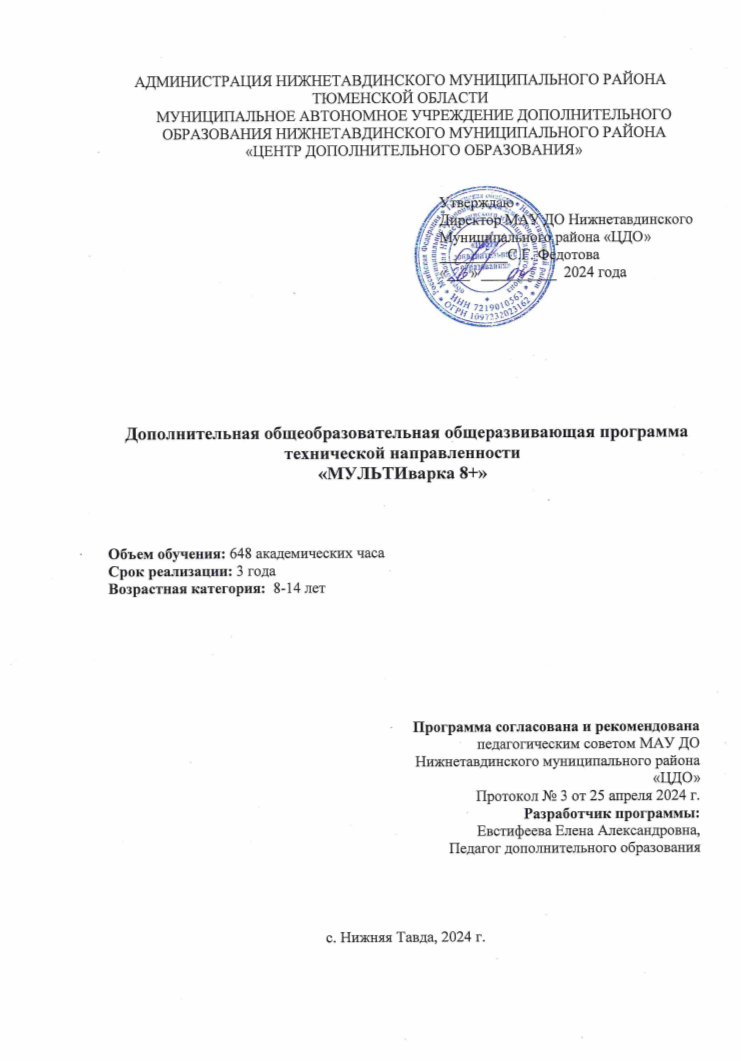 АДМИНИСТРАЦИЯ НИЖНЕТАВДИНСКОГО МУНИЦИПАЛЬНОГО РАЙОНА
ТЮМЕНСКОЙ ОБЛАСТИ
МУНИЦИПАЛЬНОЕ АВТОНОМНОЕ УЧРЕЖДЕНИЕ ДОПОЛНИТЕЛЬНОГО
ОБРАЗОВАНИЯ НИЖНЕТАВДИНСКОГО МУНИЦИПАЛЬНОГО РАЙОНА
«ЦЕНТР ДОПОЛНИТЕЛЬНОГО ОБРАЗОВАНИЯ»
Утверждаю
Директор МАУ ДО Нижнетавдинского
Муниципального района «ЦДО»
Федотова
2024 года
ИНН 7219010563
ОГРН 1097232023162
Дополнительная общеобразовательная общеразвивающая программа
технической направленности
«МУЛЬТИварка 8+»
Объем обучения: 648 академических часа
Срок реализации: 3 года
Возрастная категория: 8-14 лет
Программа согласована и рекомендована
педагогическим советом МАУ ДО
Нижнетавдинского муниципального района
«ЦДО»
Протокол № 3 от 25 апреля 2024 г.
Разработчик программы:
Евстифеева Елена Александровна,
Педагог дополнительного образования
с. Нижняя Тавда, 2024 г.